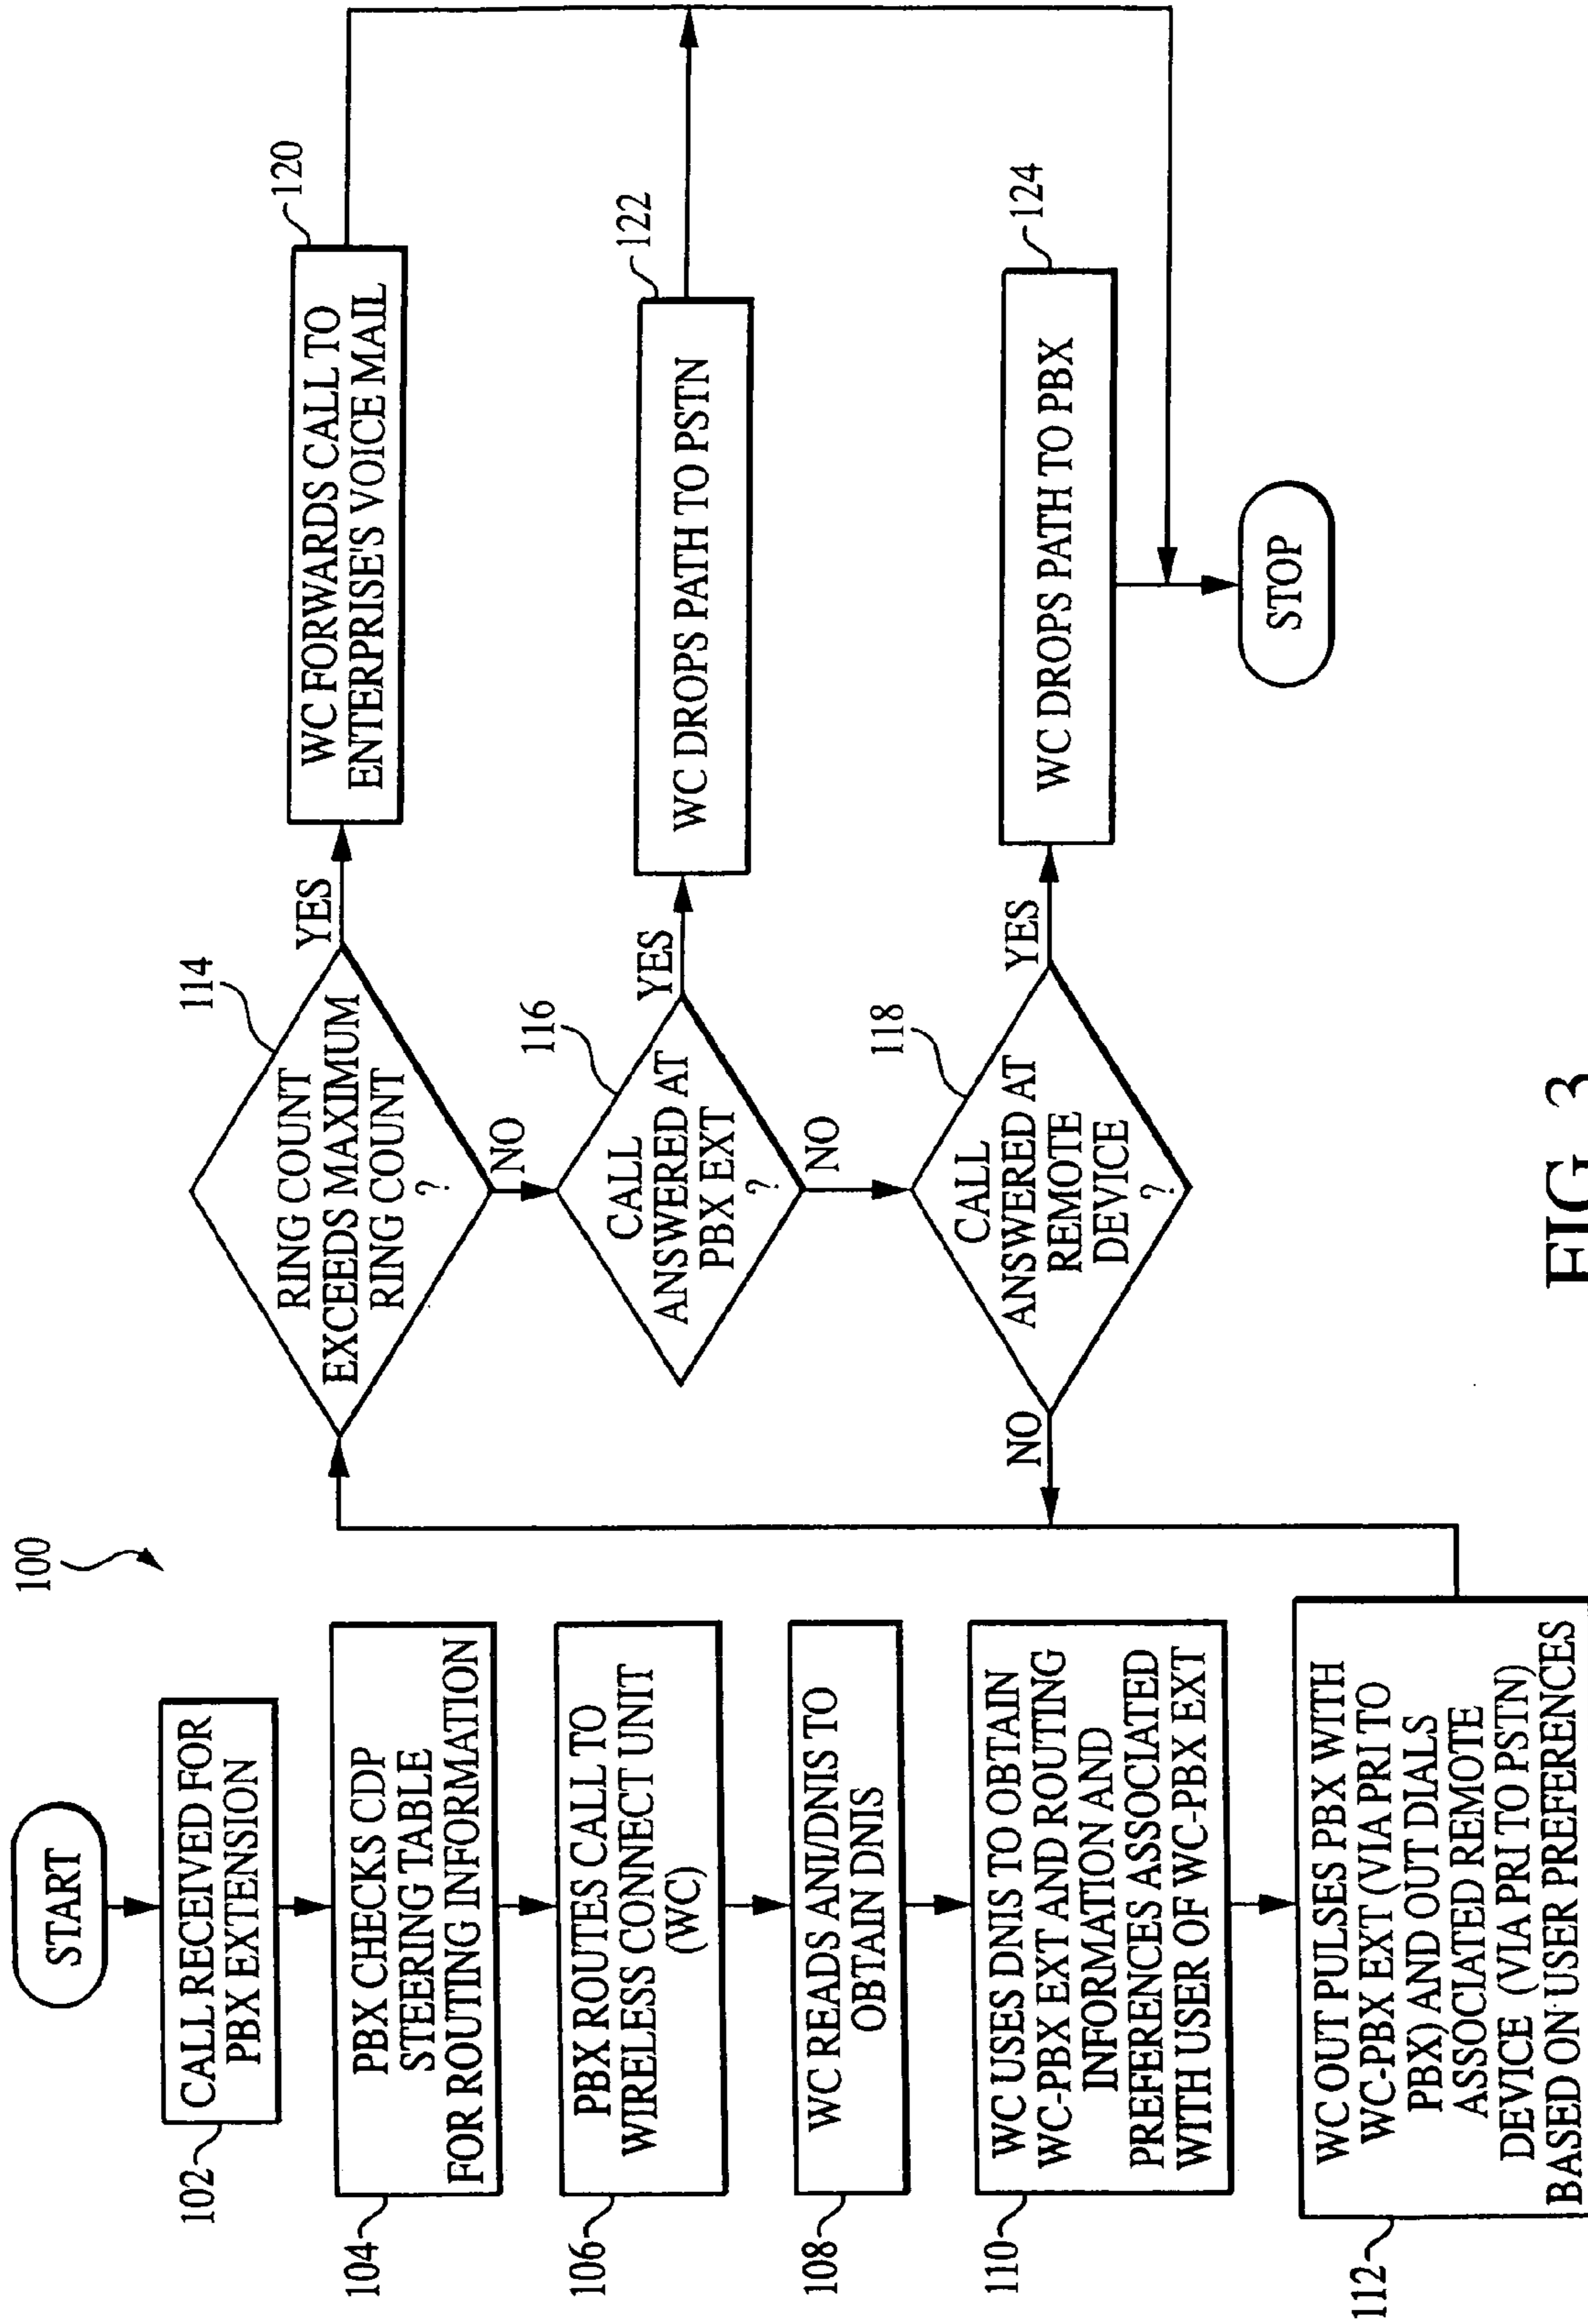 100
START
CALL RECEIVED FOR
PBX EXTENSION
102
PBX CHECKS CDP
STEERING TABLE
FOR ROUTING INFORMATION
104
PBX ROUTES CALL TO
WIRELESS CONNECT UNIT
(WC)
106
WC READS ANI/DNIS TO
OBTAIN DNIS
108
WC USES DNIS TO OBTAIN
WC-PBX EXT AND ROUTING
INFORMATION AND
PREFERENCES ASSOCIATED
WITH USER OF WC-PBX EXT
110
WC OUT PULSES PBX WITH
WC-PBX EXT (VIA PRI TO
PBX) AND OUT DIALS
ASSOCIATED REMOTE
DEVICE (VIA PRI TO PSTN)
BASED ON USER PREFERENCES
112
114
RING COUNT
EXCEEDS MAXIMUM
RING COUNT
?
YES
NO
WC FORWARDS CALL TO
ENTERPRISE'S VOICE MAIL
120
116
CALL
ANSWERED AT
PBX EXT
?
YES
NO
WC DROPS PATH TO PSTN
122
118
CALL
ANSWERED AT
REMOTE
DEVICE
?
YES
NO
WC DROPS PATH TO PBX
124
STOP
FIG. 3